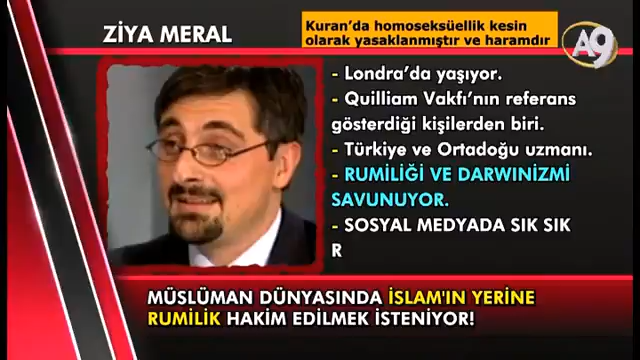 ZİYA MERAL
Kuran'da homoseksüellik kesin
olarak yasaklanmıştır ve haramdır
A9
- Londra'da yaşıyor.
- Quilliam Vakfı'nın referans
gösterdiği kişilerden biri.
- Türkiye ve Ortadoğu uzmanı.
- RUMİLİĞİ VE DARWINİZMİ
SAVUNUYOR.
- SOSYAL MEDYADA SIK SIK
R
MÜSLÜMAN DÜNYASINDA İSLAM'IN YERİNE
RUMİLİK HAKİM EDİLMEK İSTENİYOR!